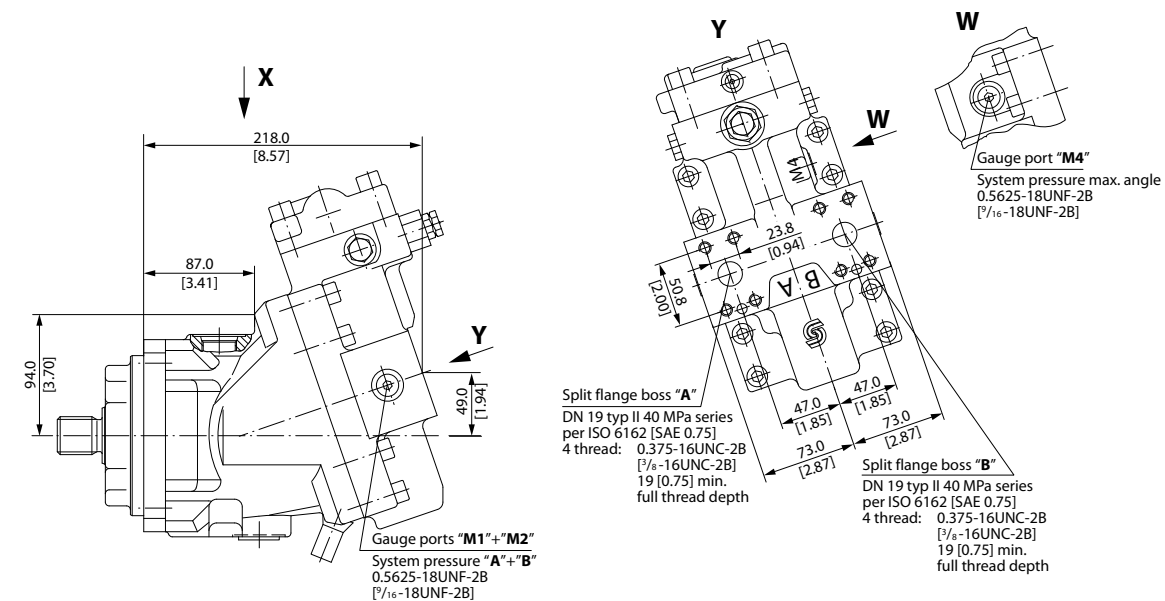 X
218.0
[8.57]
87.0
[3.41]
94.0
[3.70]
Y
49.0
[1.94]
Gauge ports "M1"+"M2"
System pressure "A"+"B"
0.5625-18UNF-2B
[9/16-18UNF-2B]
Y
W
M4
23.8
[0.94]
50.8
[2.00]
B A
47.0
[1.85]
47.0
[1.85]
73.0
[2.87]
73.0
[2.87]
Split flange boss "A"
DN 19 typ II 40 MPa series
per ISO 6162 [SAE 0.75]
4 thread: 0.375-16UNC-2B
[3/8-16UNC-2B]
19 [0.75] min.
full thread depth
Split flange boss "B"
DN 19 typ II 40 MPa series
per ISO 6162 [SAE 0.75]
4 thread: 0.375-16UNC-2B
[3/8-16UNC-2B]
19 [0.75] min.
full thread depth
W
Gauge port "M4"
System pressure max. angle
0.5625-18UNF-2B
[9/16-18UNF-2B]